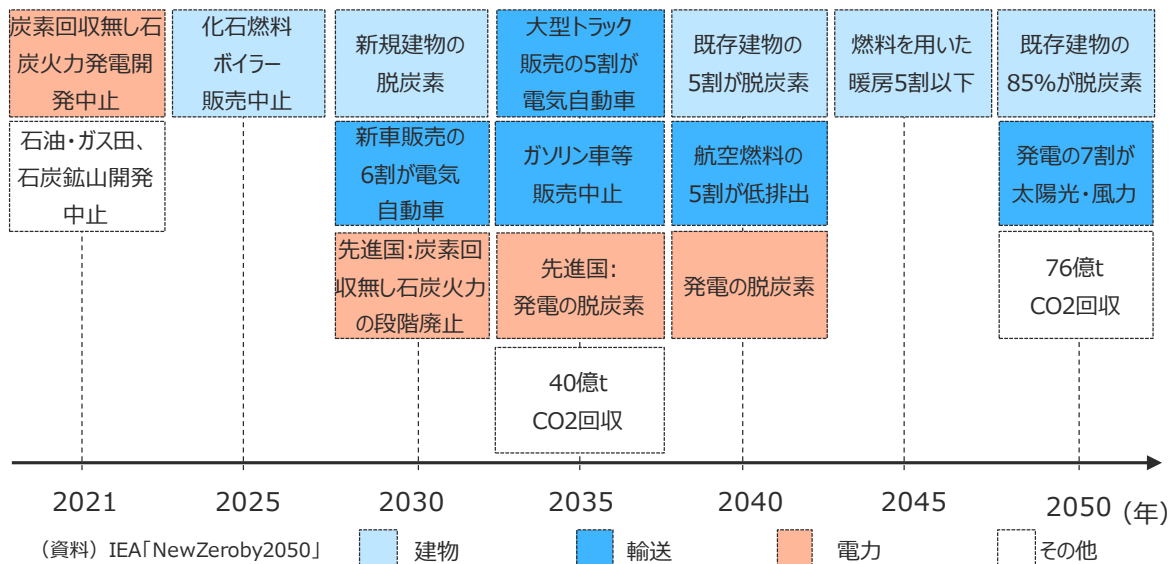 炭素回収無し石
炭火力発電開
発中止
石油・ガス田、
石炭鉱山開発
中止
化石燃料
ボイラー
販売中止
新規建物の
脱炭素
新車販売の
6割が電気
自動車
先進国:炭素回
収無し石炭火力
の段階廃止
大型トラック
販売の5割が
電気自動車
ガソリン車等
販売中止
先進国:
発電の脱炭素
40億t
CO2回収
既存建物の
5割が脱炭素
航空燃料の
5割が低排出
発電の脱炭素
燃料を用いた
暖房5割以下
既存建物の
85%が脱炭素
発電の7割が
太陽光・風力
76億t
CO2回収
2021 2025 2030 2035 2040 2045 2050 (年)
(資料) IEA「NewZeroby2050」 建物 輸送 電力 その他